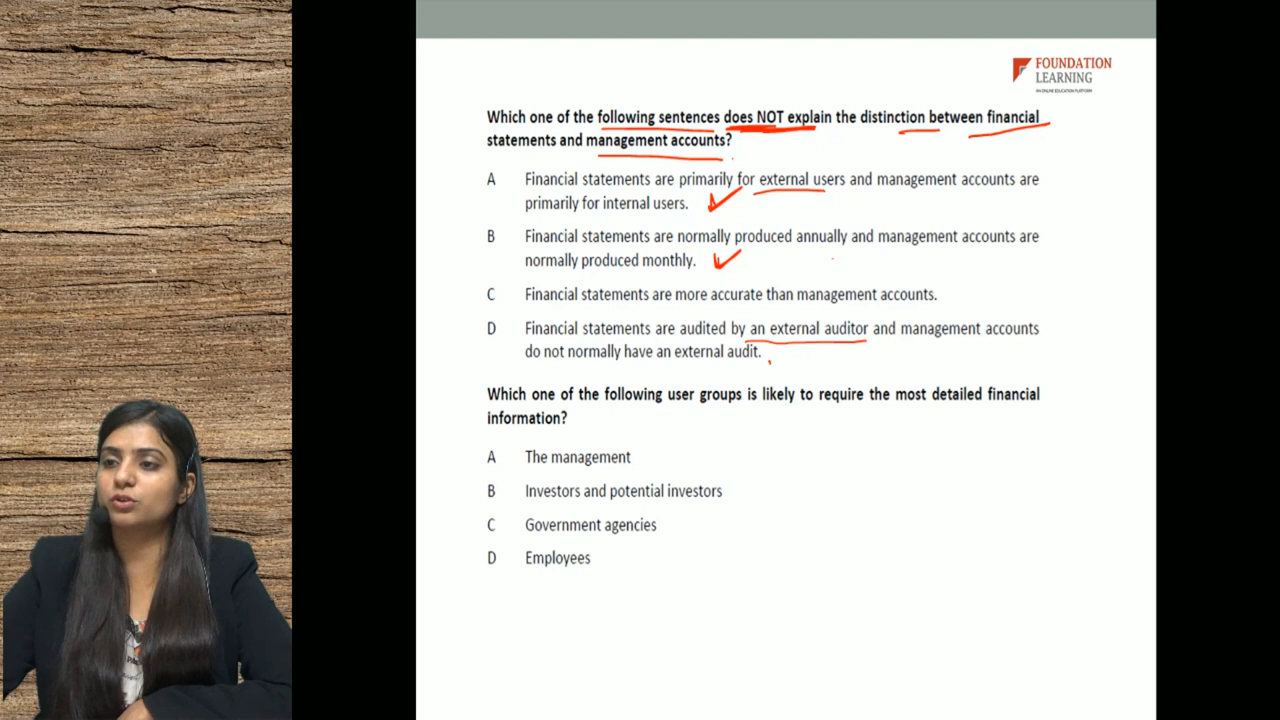 FOUNDATION
LEARNING
AN ONLINE EDUCATION PLATFORM
Which one of the following sentences does NOT explain the distinction between financial
statements and management accounts?
A Financial statements are primarily for external users and management accounts are
primarily for internal users.
B Financial statements are normally produced annually and management accounts are
normally produced monthly.
C Financial statements are more accurate than management accounts.
D Financial statements are audited by an external auditor and management accounts
do not normally have an external audit.
Which one of the following user groups is likely to require the most detailed financial
information?
A The management
B Investors and potential investors
C Government agencies
D Employees